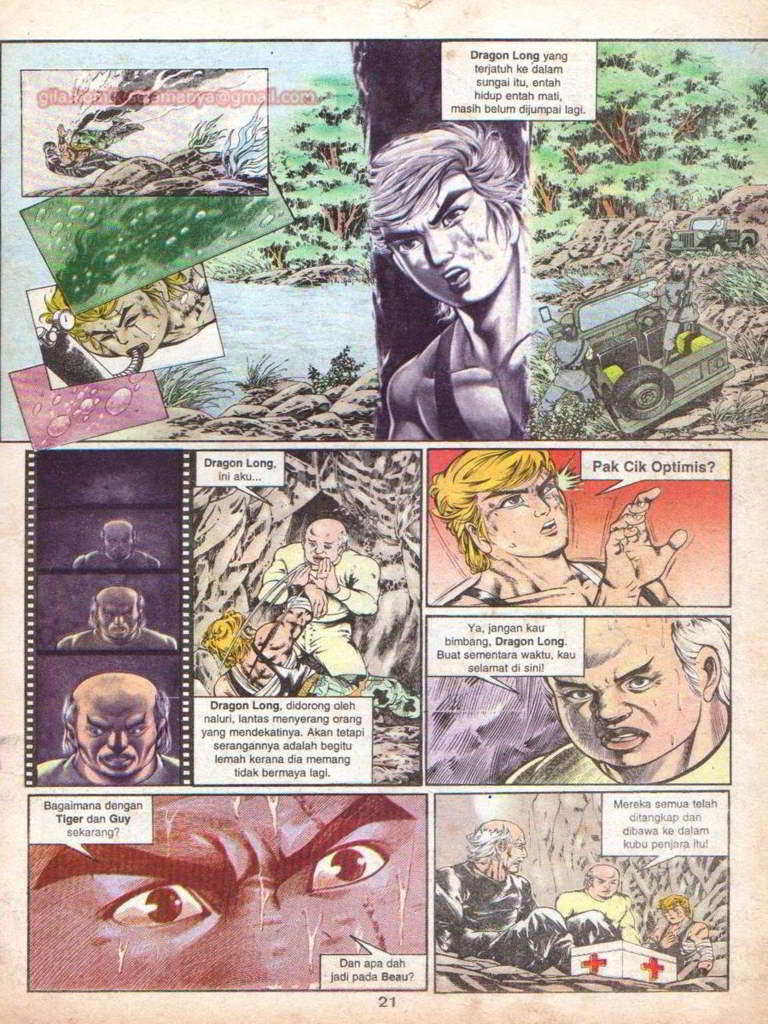 Dragon Long yang
terjatuh ke dalam
sungai itu, entah
hidup entah mati,
masih belum dijumpai lagi.
Dragon Long,
ini aku...
Dragon Long, didorong oleh
naluri, lantas menyerang orang
yang mendekatinya. Akan tetapi
serangannya adalah begitu
lemah kerana dia memang
tidak bermaya lagi.
Pak Cik Optimis?
Ya, jangan kau
bimbang, Dragon Long.
Buat sementara waktu, kau
selamat di sini!
Bagaimana dengan
Tiger dan Guy
sekarang?
Dan apa dah
jadi pada Beau?
Mereka semua telah
ditangkap dan
dibawa ke dalam
kubu penjara itu!
21